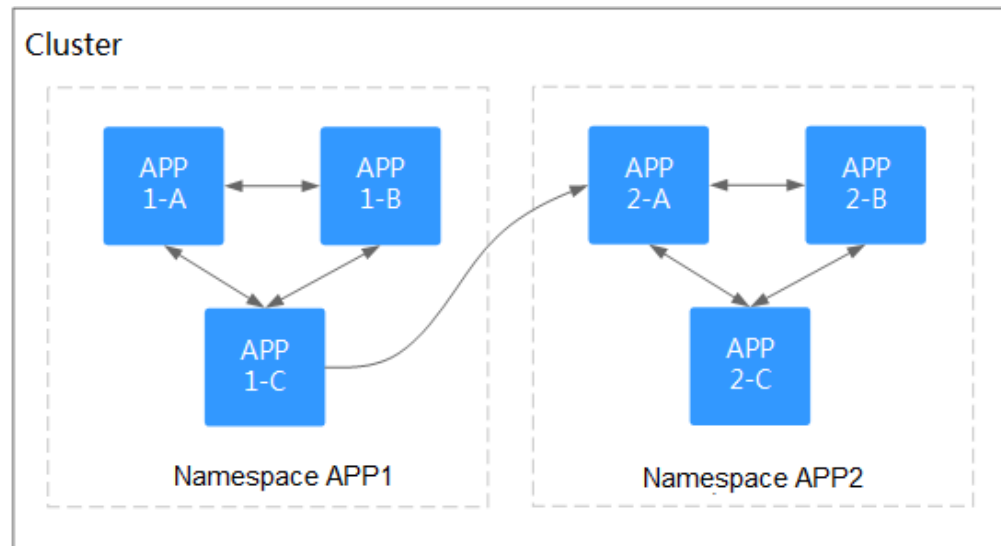 Cluster
APP
1-A
APP
1-B
APP
2-A
APP
2-B
APP
1-C
APP
2-C
Namespace APP1
Namespace APP2